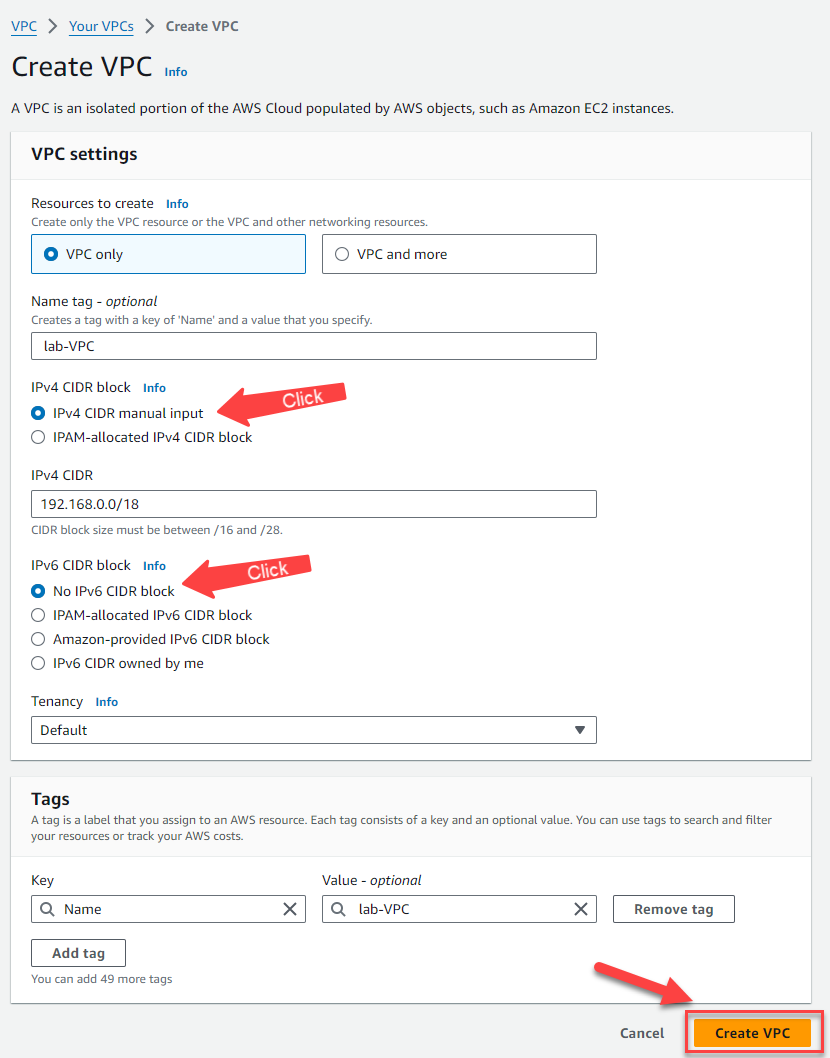 VPC > Your VPCs > Create VPC
Create VPC Info
A VPC is an isolated portion of the AWS Cloud populated by AWS objects, such as Amazon EC2 instances.
VPC settings
Resources to create Info
Create only the VPC resource or the VPC and other networking resources.
VPC only VPC and more
Name tag - optional
Creates a tag with a key of 'Name' and a value that you specify.
lab-VPC
IPv4 CIDR block Info
Click
IPv4 CIDR manual input
IPAM-allocated IPv4 CIDR block
IPv4 CIDR
192.168.0.0/18
CIDR block size must be between /16 and /28.
IPv6 CIDR block Info
Click
No IPv6 CIDR block
IPAM-allocated IPv6 CIDR block
Amazon-provided IPv6 CIDR block
IPv6 CIDR owned by me
Tenancy Info
Default
Tags
A tag is a label that you assign to an AWS resource. Each tag consists of a key and an optional value. You can use tags to search and filter
your resources or track your AWS costs.
Key Value - optional
Name lab-VPC Remove tag
Add tag
You can add 49 more tags
Cancel Create VPC